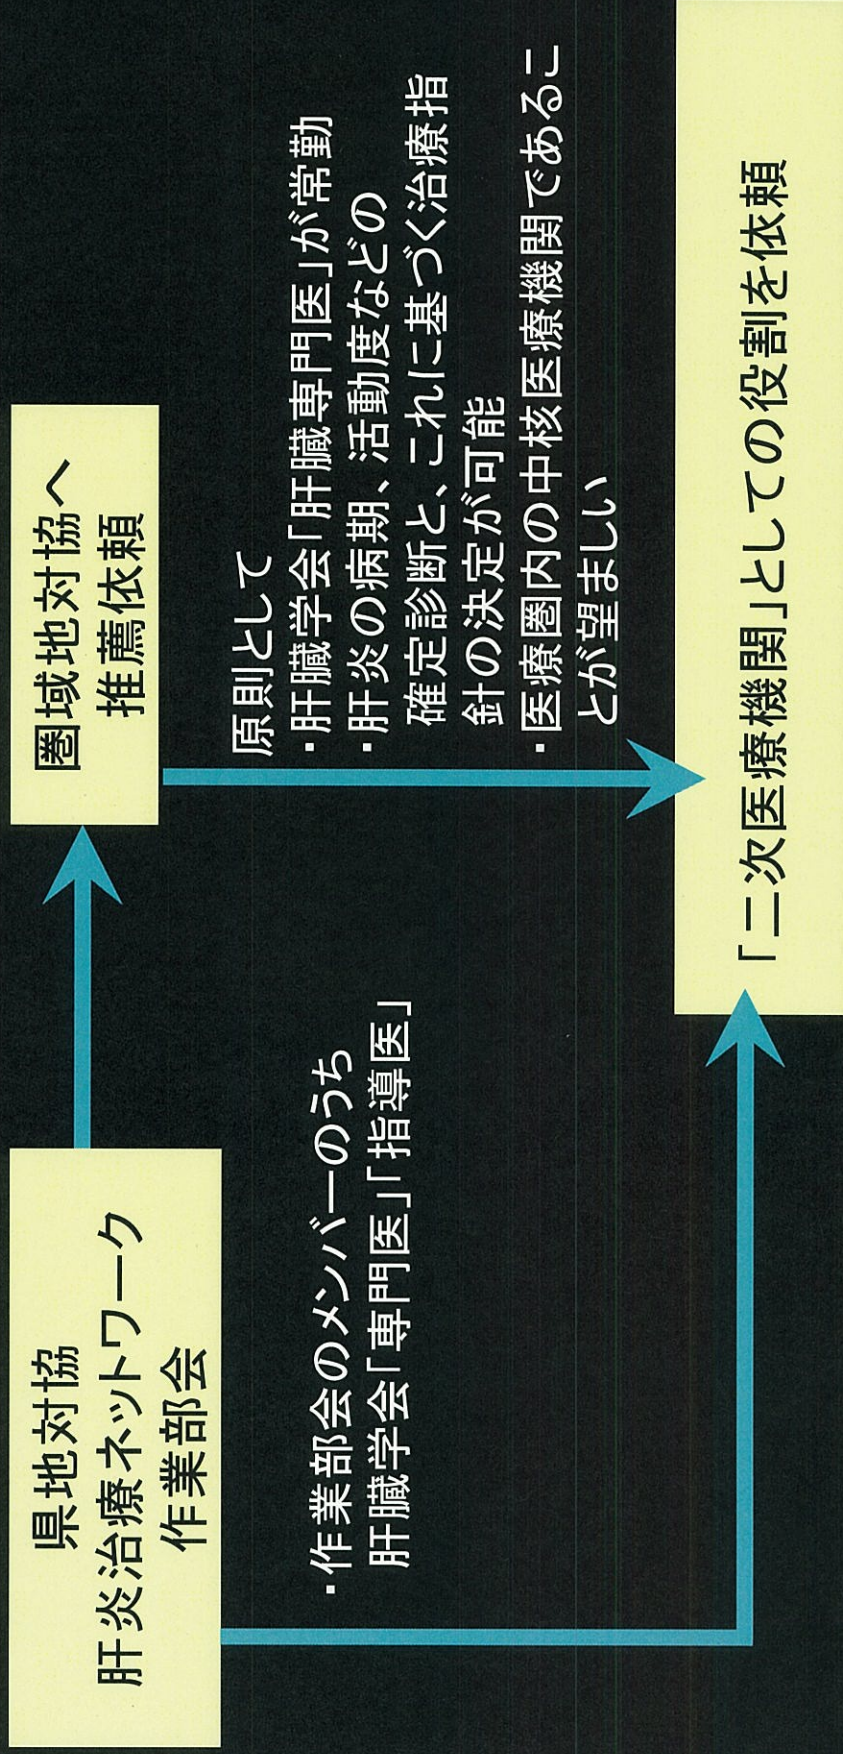 県地対協
肝炎治療ネットワーク
作業部会
圏域地対協へ
推薦依頼
・作業部会のメンバーのうち
肝臓学会「専門医」「指導医」
原則として
・肝臓学会「肝臓専門医」が常勤
・肝炎の病期、活動度などの
確定診断と、これに基づく治療指
針の決定が可能
・医療圏内の中核医療機関であるこ
とが望ましい
「二次医療機関」としての役割を依頼